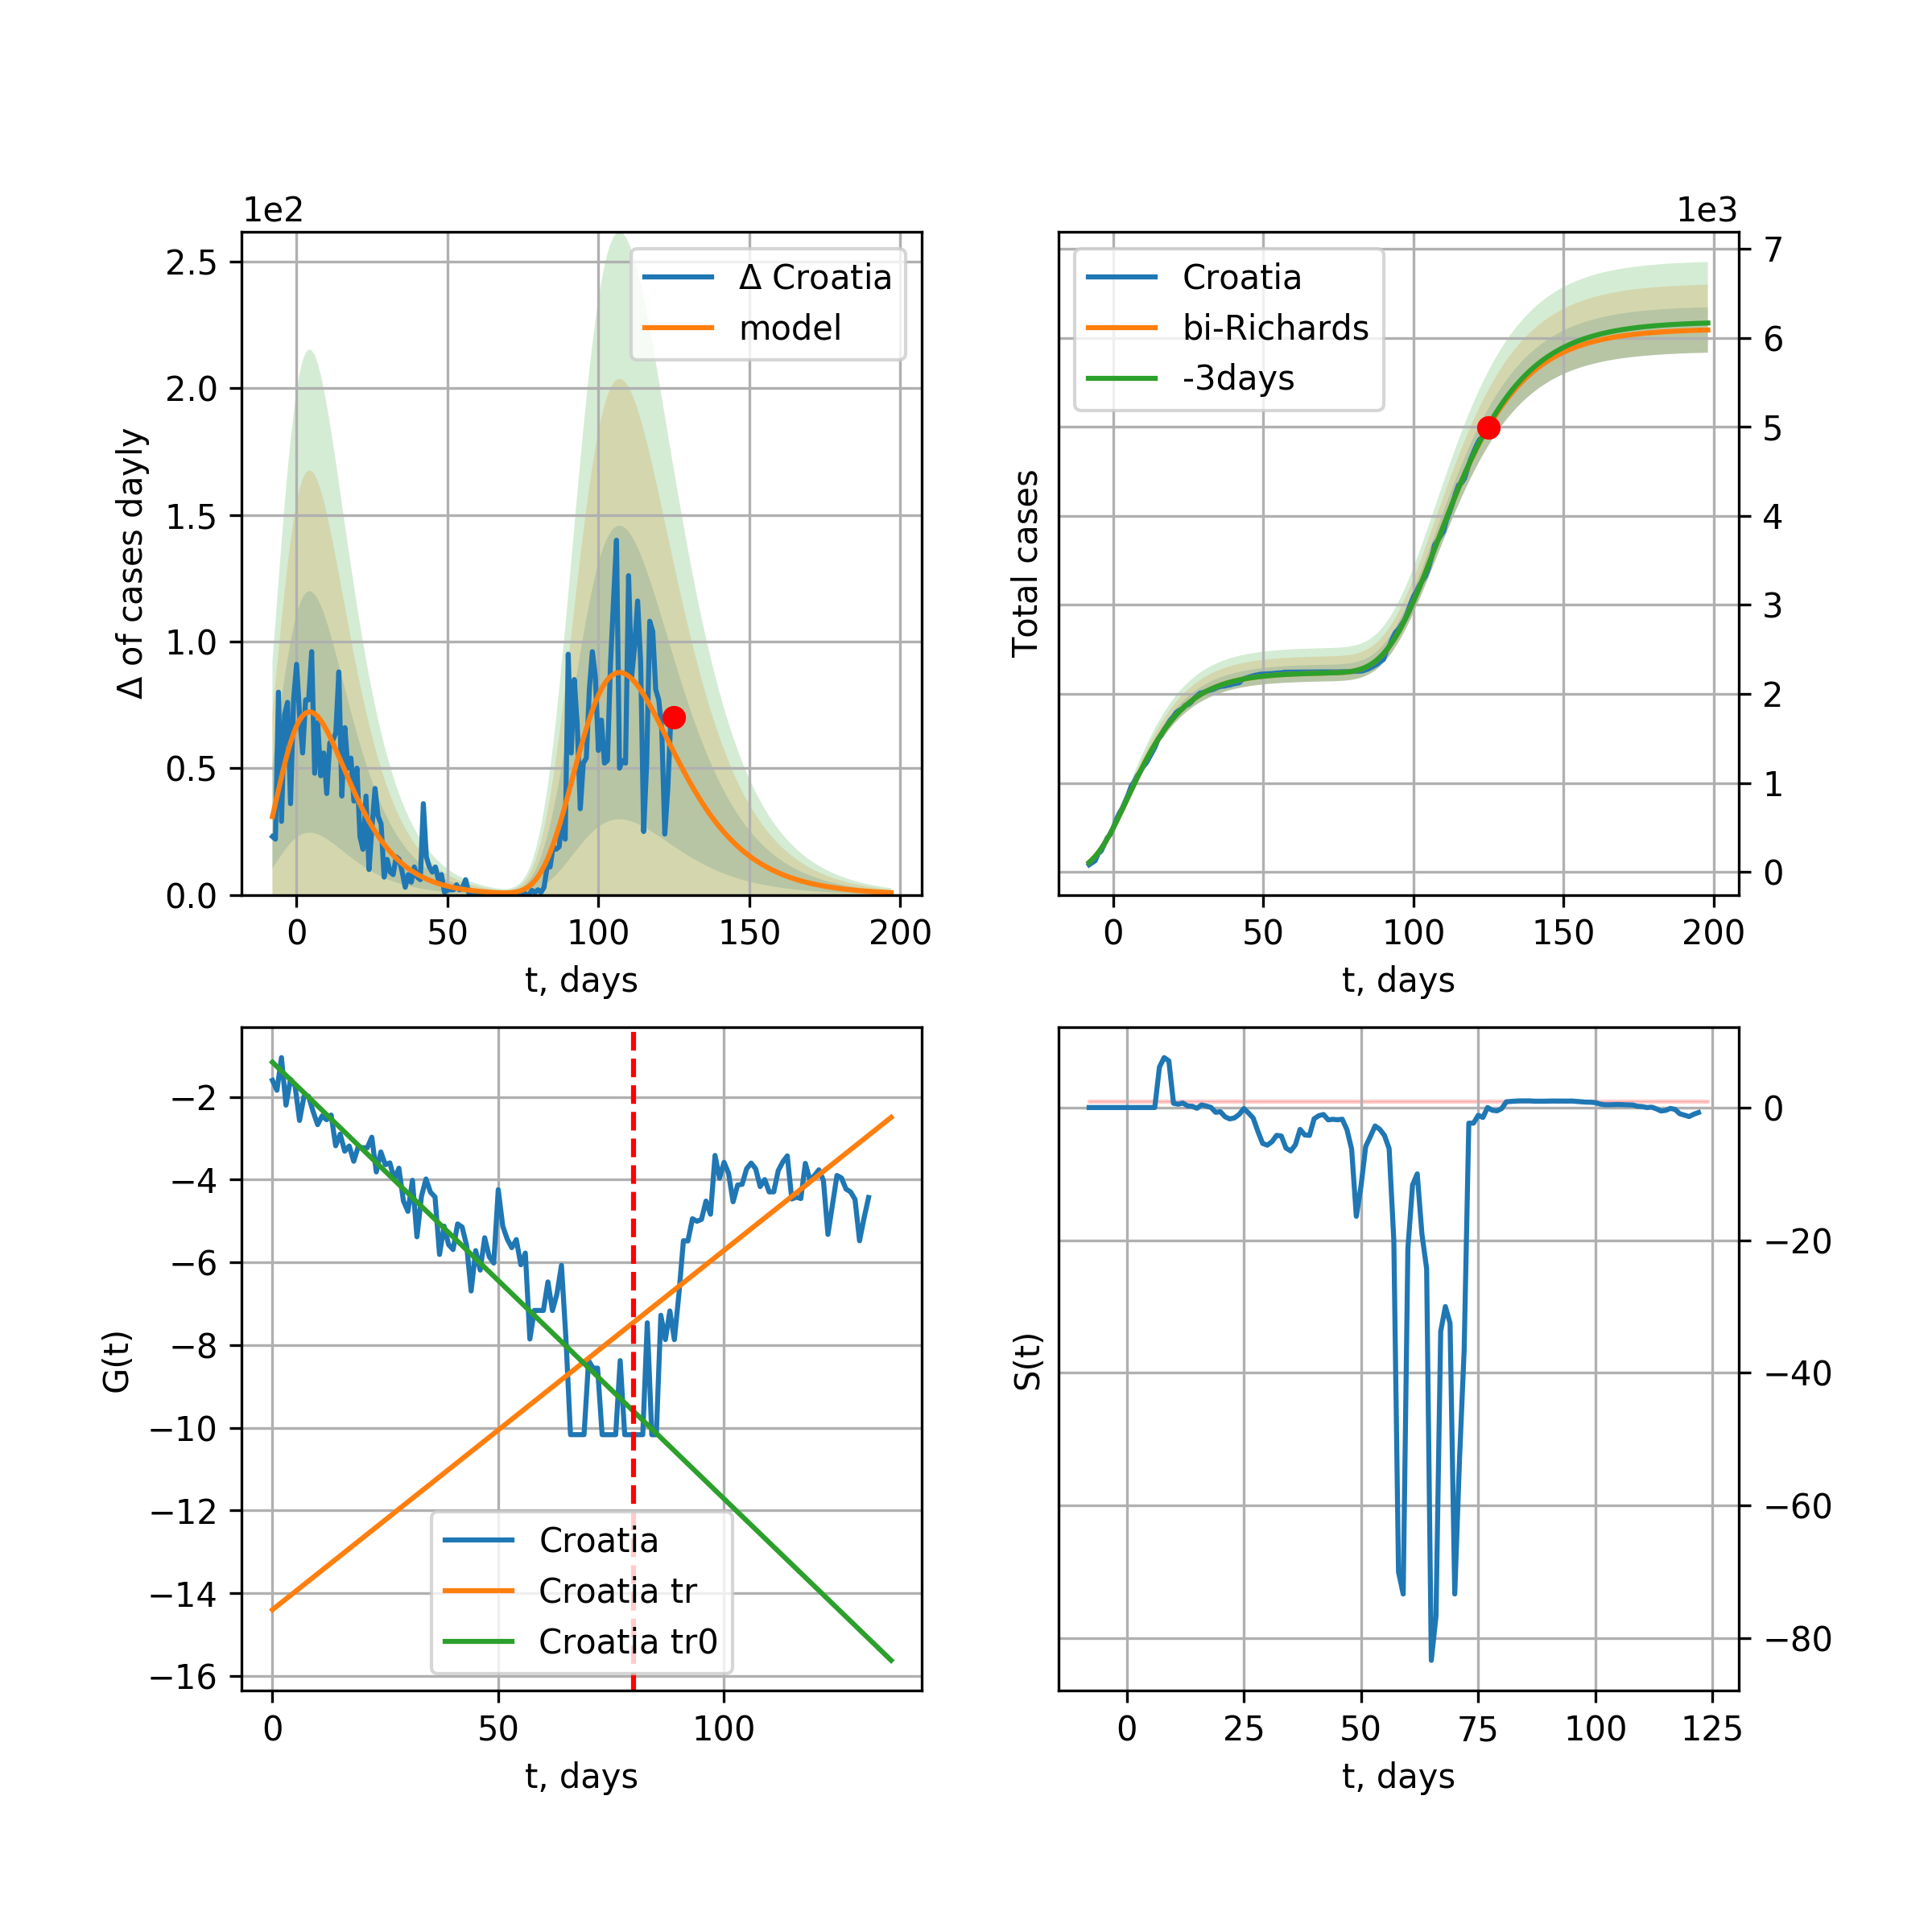 1e2
2.5
2.0
1.5
1.0
0.5
0.0
Δ of cases dayly
Δ Croatia
model
0 50 100 150 200
t, days
1e3
7
6
5
4
3
2
1
0
Total cases
Croatia
bi-Richards
-3days
0 50 100 150 200
t, days
−2
−4
−6
−8
−10
−12
−14
−16
G(t)
Croatia
Croatia tr
Croatia tr0
0 50 100
t, days
0
−20
−40
−60
−80
S(t)
0 25 50 75 100 125
t, days